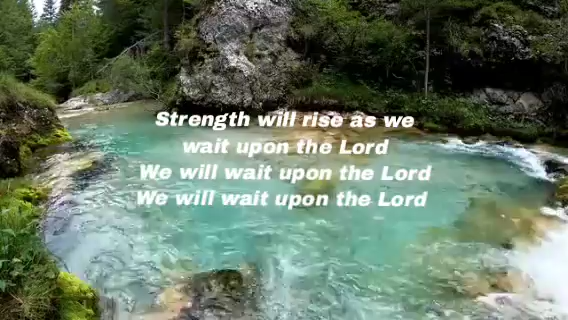 Strength will rise as we
wait upon the Lord
We will wait upon the Lord
We will wait upon the Lord